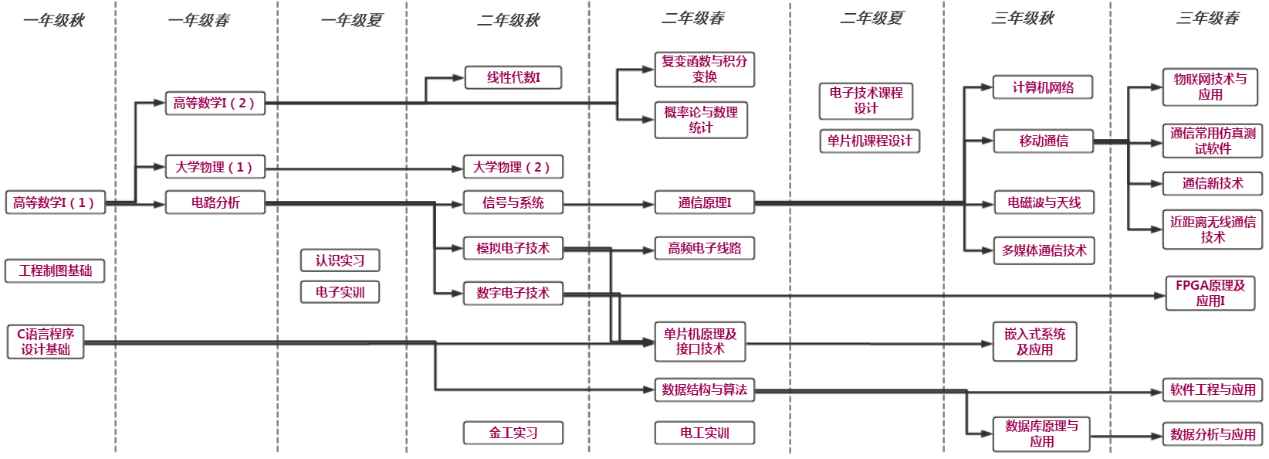 一年级秋
一年级春
一年级夏
二年级秋
二年级春
二年级夏
三年级秋
三年级春
高等数学I（1）
工程制图基础
C语言程序
设计基础
高等数学I（2）
大学物理（1）
电路分析
认识实习
电子实训
线性代数I
大学物理（2）
信号与系统
模拟电子技术
数字电子技术
金工实习
复变函数与积分
变换
概率论与数理
统计
通信原理I
高频电子线路
单片机原理及
接口技术
数据结构与算法
电工实训
电子技术课程
设计
单片机课程设计
计算机网络
移动通信
电磁波与天线
多媒体通信技术
嵌入式系统
及应用
数据库原理与
应用
物联网技术与
应用
通信常用仿真测
试软件
通信新技术
近距离无线通信
技术
FPGA原理及
应用I
软件工程与应用
数据分析与应用